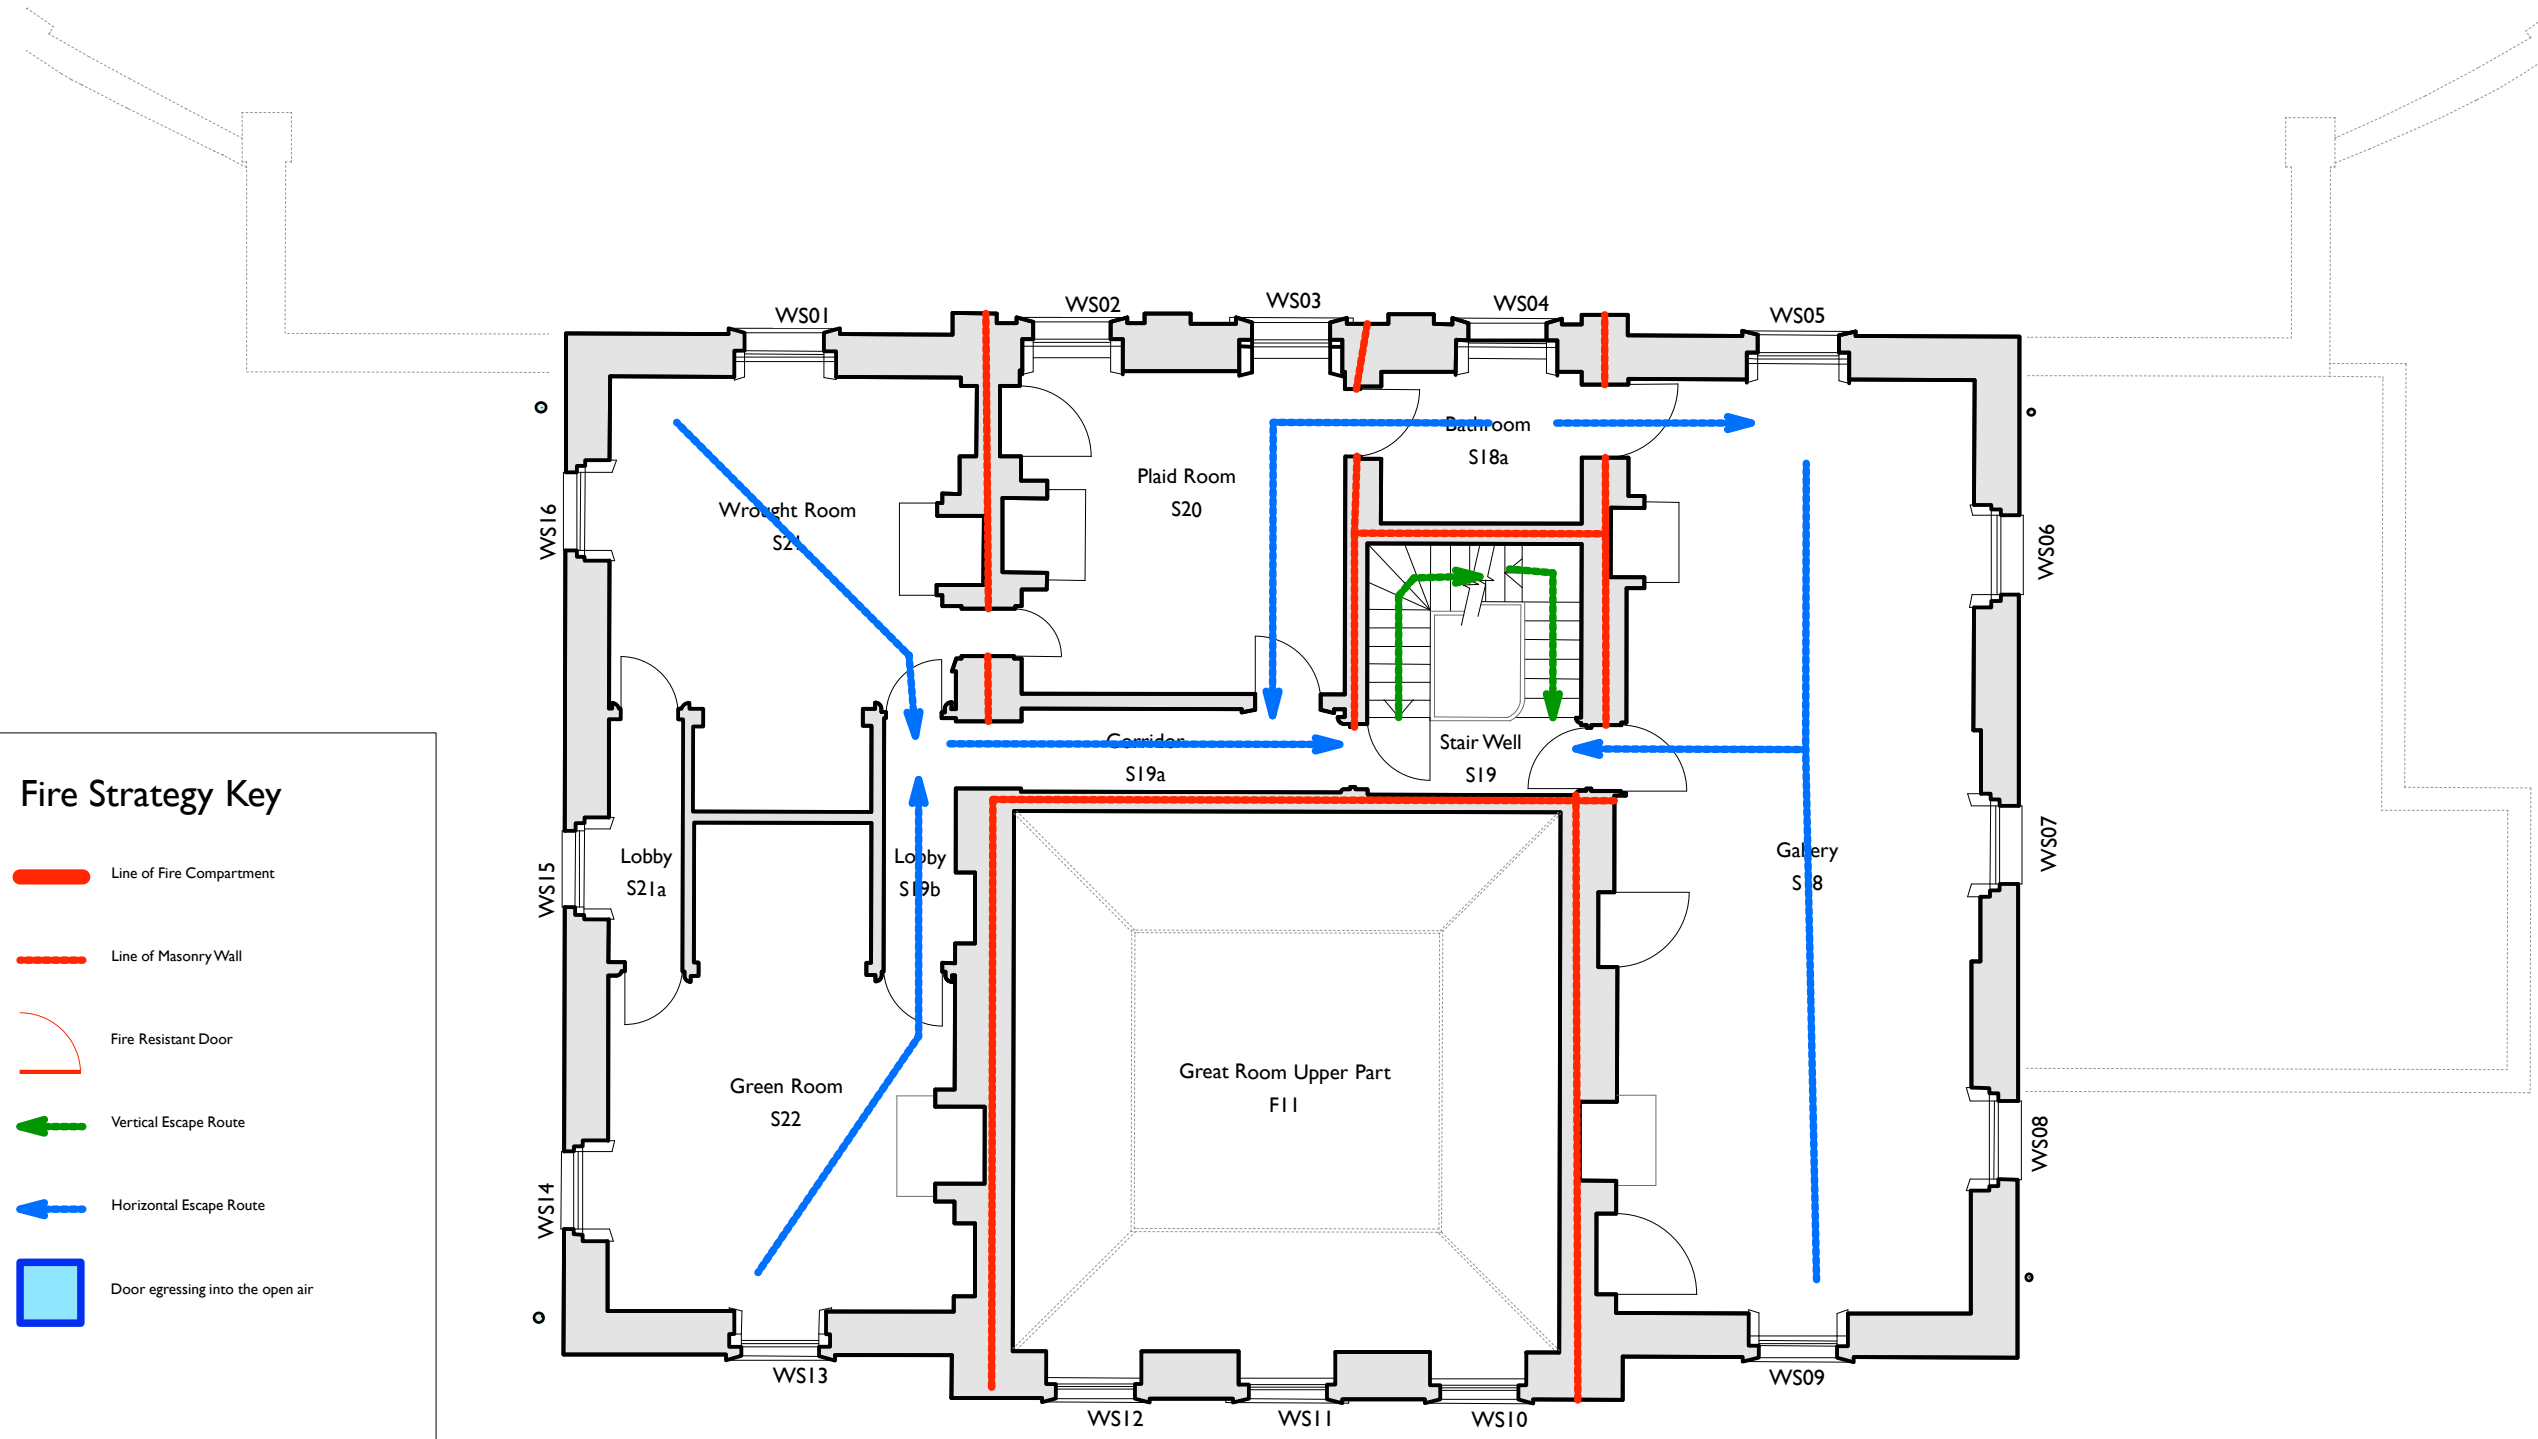 WS01
WS02
WS03
WS04
WS05
Bathroom
S18a
Plaid Room
S20
Wrought Room
S21
WS16
WS06
Corridor
S19a
Stair Well
S19
Fire Strategy Key
Line of Fire Compartment
Line of Masonry Wall
Fire Resistant Door
Vertical Escape Route
Horizontal Escape Route
Door egressing into the open air
WS15
Lobby
S21a
Lobby
S19b
Gallery
S18
WS07
Green Room
S22
Great Room Upper Part
F11
WS14
WS08
WS13
WS12
WS11
WS10
WS09